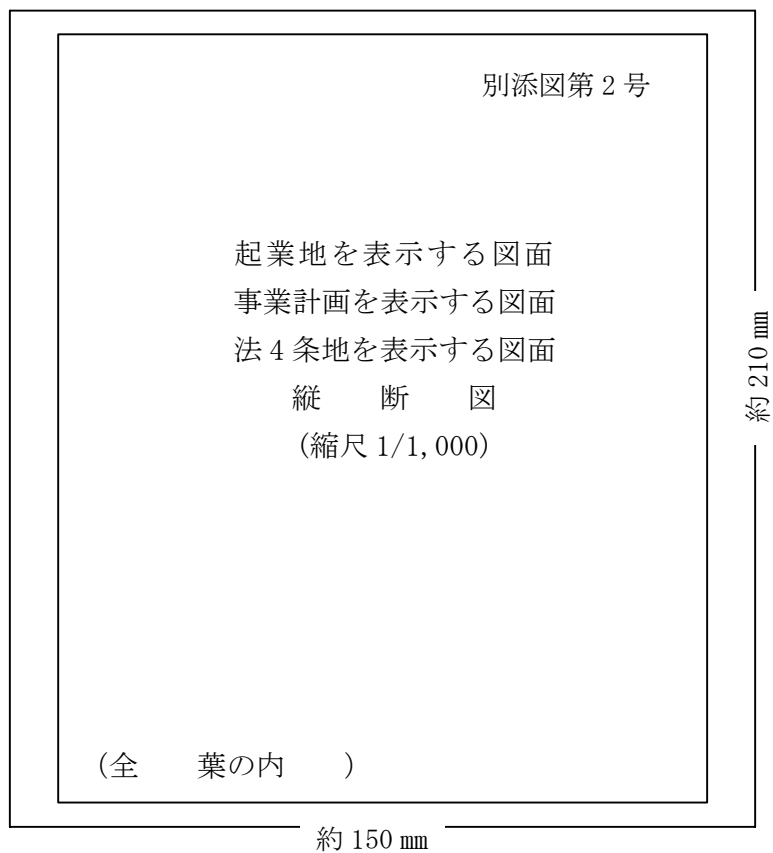 別添図第2号
起業地を表示する図面
事業計画を表示する図面
法4条地を表示する図面
縦　断　図
(縮尺 1/1,000)
約 210 ㎜
(全　　葉の内　　)
約 150 ㎜